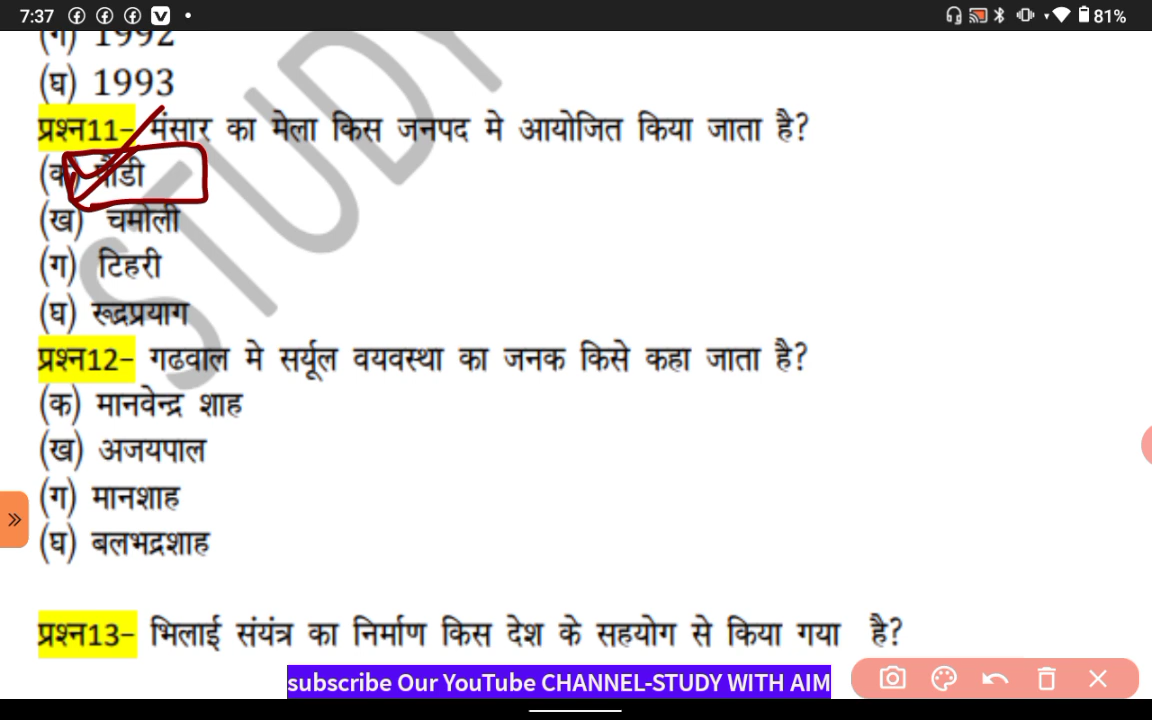 7:37
81%
(ग) 1992
(घ) 1993
प्रश्न11- मंसार का मेला किस जनपद मे आयोजित किया जाता है?
(क) पौडी
(ख) चमोली
(ग) टिहरी
(घ) रूद्रप्रयाग
प्रश्न12- गढवाल मे सर्यूल वयवस्था का जनक किसे कहा जाता है?
(क) मानवेन्द्र शाह
(ख) अजयपाल
(ग) मानशाह
(घ) बलभद्रशाह
प्रश्न13- भिलाई संयंत्र का निर्माण किस देश के सहयोग से किया गया है?
subscribe Our YouTube CHANNEL-STUDY WITH AIM
STUDY